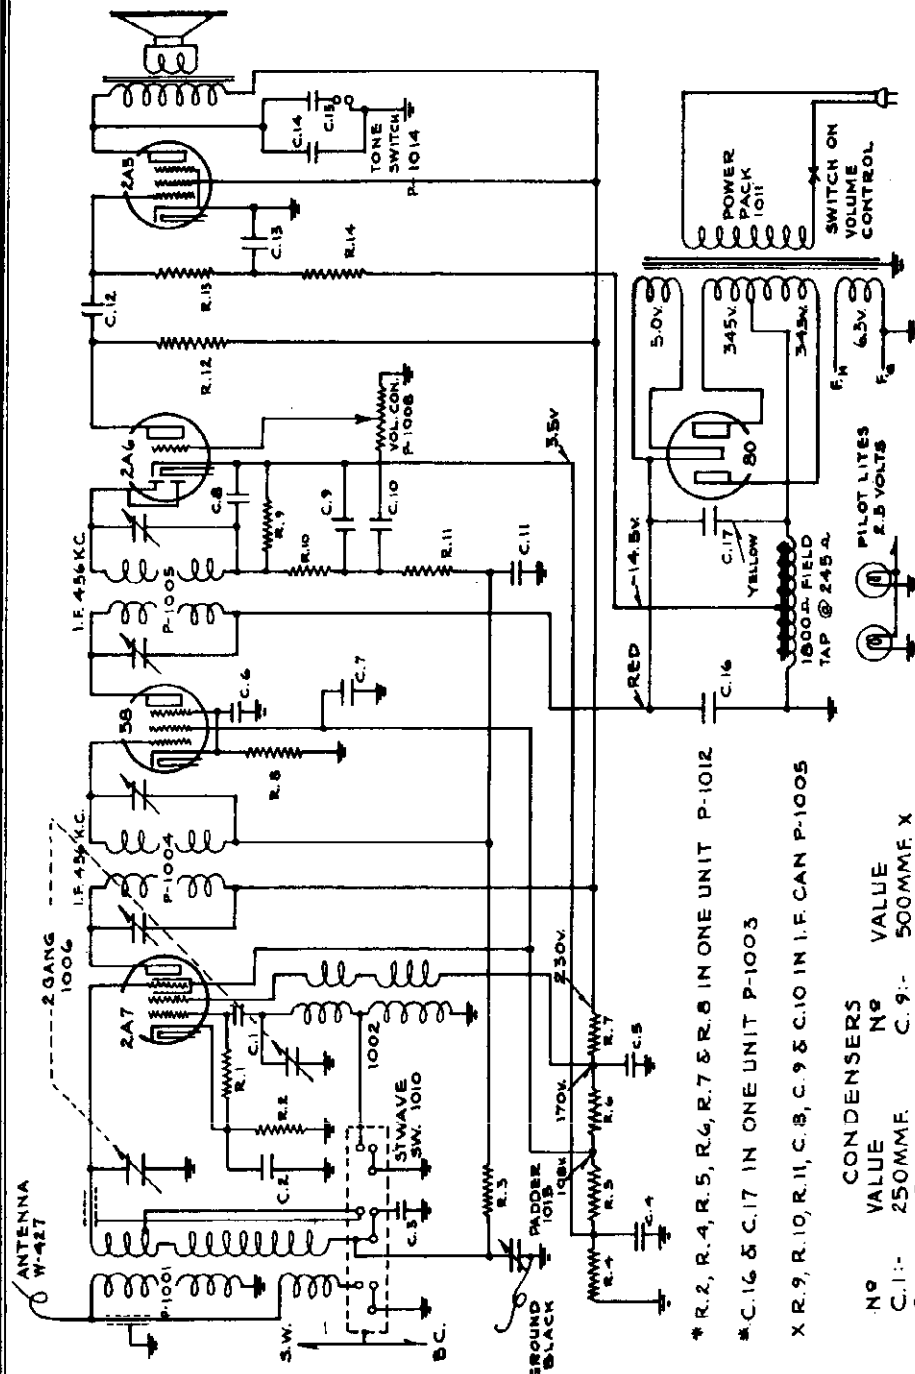 ANTENNA
W-427
2 GANG
1006
2A7
I.F. 456 K.C.
P-1004
58
I.F. 456 K.C.
P-1005
2A6
2A5
C.12
C.14
C.15
TONE
SWITCH
P-1014
P-1001
S.W.
B.C.
C.1
R.1
R.2
C.2
1002
STWAVE
SW. 1010
C.3
R.3
PADDER
1013
GROUND
BLACK
C.6
C.7
R.8
C.8
R.9
R.10
C.9
C.10
R.11
C.11
VOL. CON.
P-1008
R.12
R.13
C.13
R.14
R.4
C.4
R.5
R.6
R.7
C.5
170V.
230V.
3.5V
-14.5V.
RED
C.16
C.17
YELLOW
1800Ω FIELD
TAP @ 245Ω
80
5.0V.
345V.
345V.
6.3V.
F.H
POWER
PACK
1011
SWITCH ON
VOLUME
CONTROL
PILOT LITES
2.5 VOLTS
* R.2, R.4, R.5, R.6, R.7 & R.8 IN ONE UNIT P-1012
* C.16 & C.17 IN ONE UNIT P-1003
X R.9, R.10, R.11, C.8, C.9 & C.10 IN I.F. CAN P-1005
CONDENSERS
Nº VALUE Nº VALUE
C.1:- 250MMF. C.9:- 500MMF. X